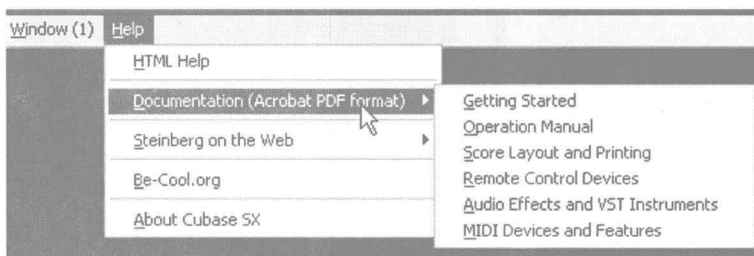 Window (1) Help
HTML Help
Documentation (Acrobat PDF format)
Steinberg on the Web
Be-Cool.org
About Cubase SX
Getting Started
Operation Manual
Score Layout and Printing
Remote Control Devices
Audio Effects and VST Instruments
MIDI Devices and Features